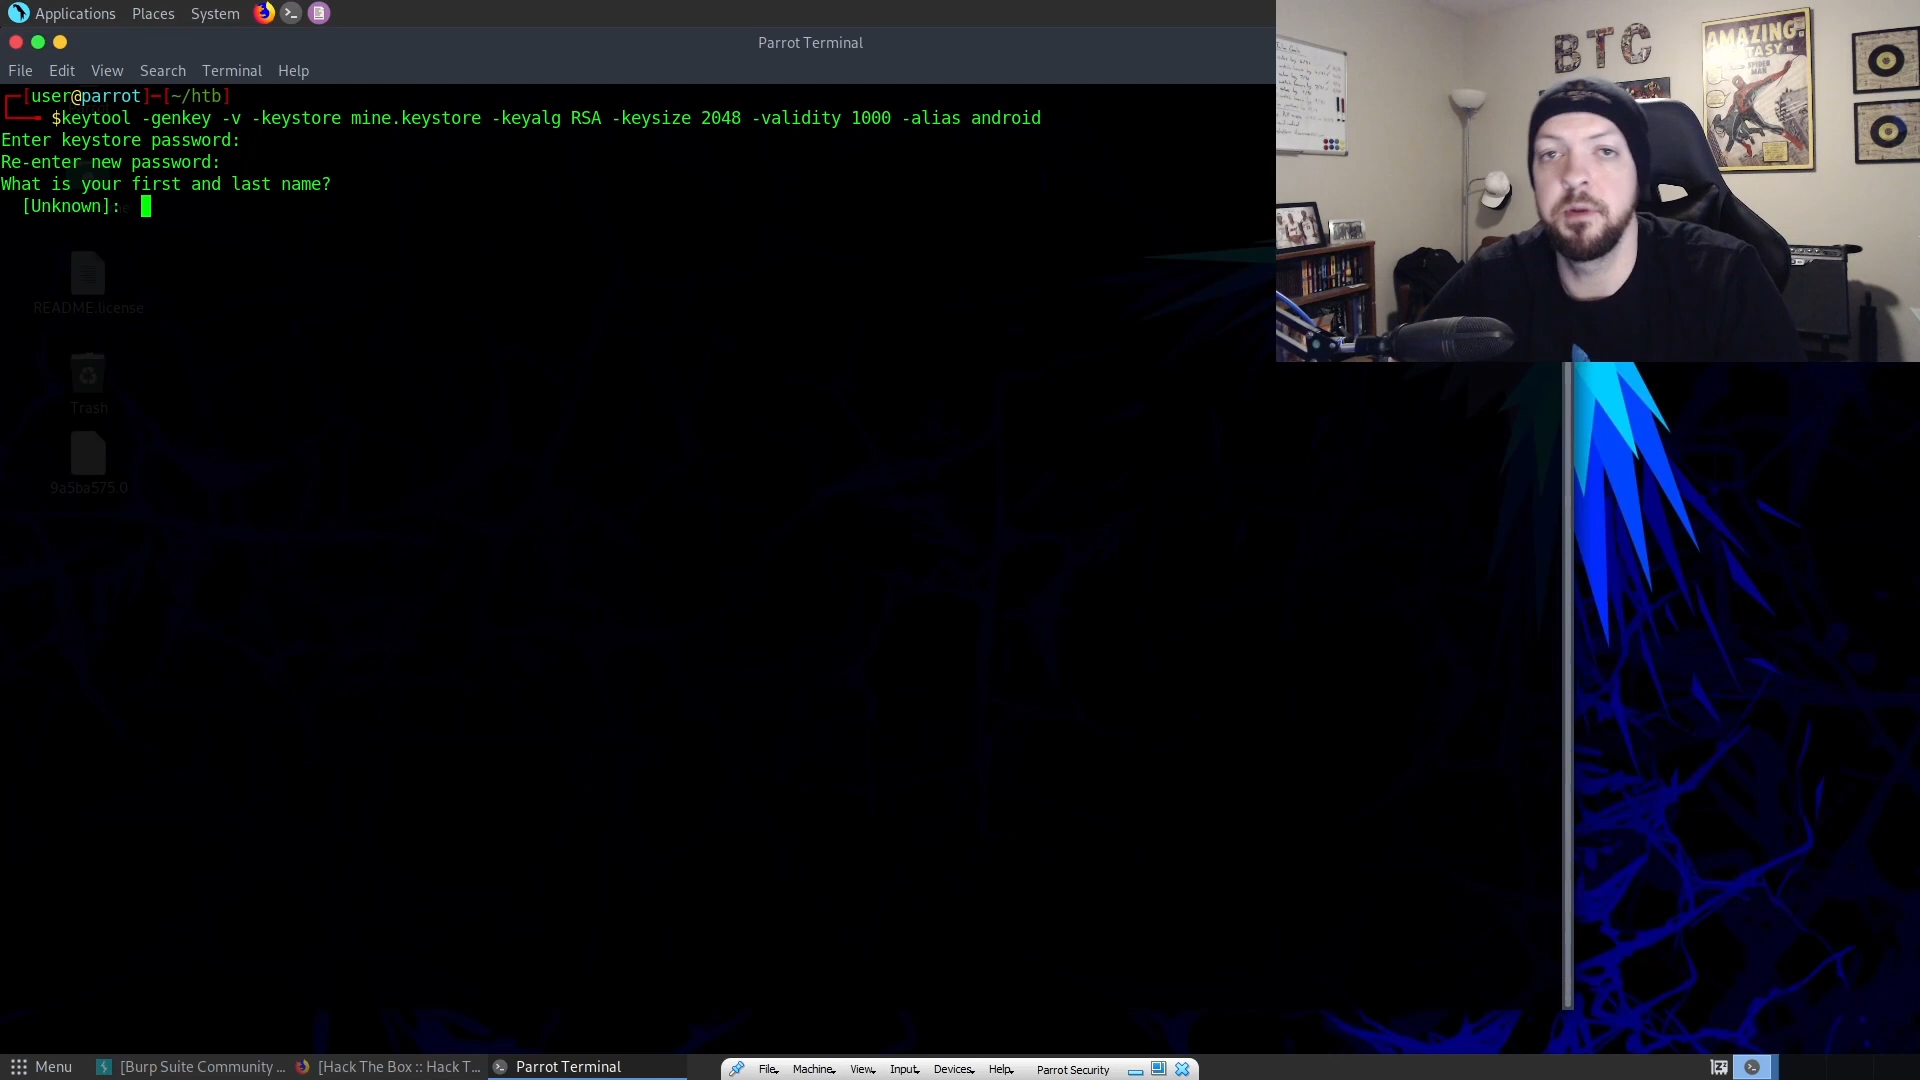 Applications Places System
Parrot Terminal
File Edit View Search Terminal Help
┌─[user@parrot]─[~/htb]
└──╼ $keytool -genkey -v -keystore mine.keystore -keyalg RSA -keysize 2048 -validity 1000 -alias android
Enter keystore password:
Re-enter new password:
What is your first and last name?
[Unknown]:
README.license
Trash
9a5ba575.0
BTC
AMAZING
FANTASY
SPIDER
MAN
Menu [Burp Suite Community ... [Hack The Box :: Hack T... Parrot Terminal
File Machine View Input Devices Help Parrot Security